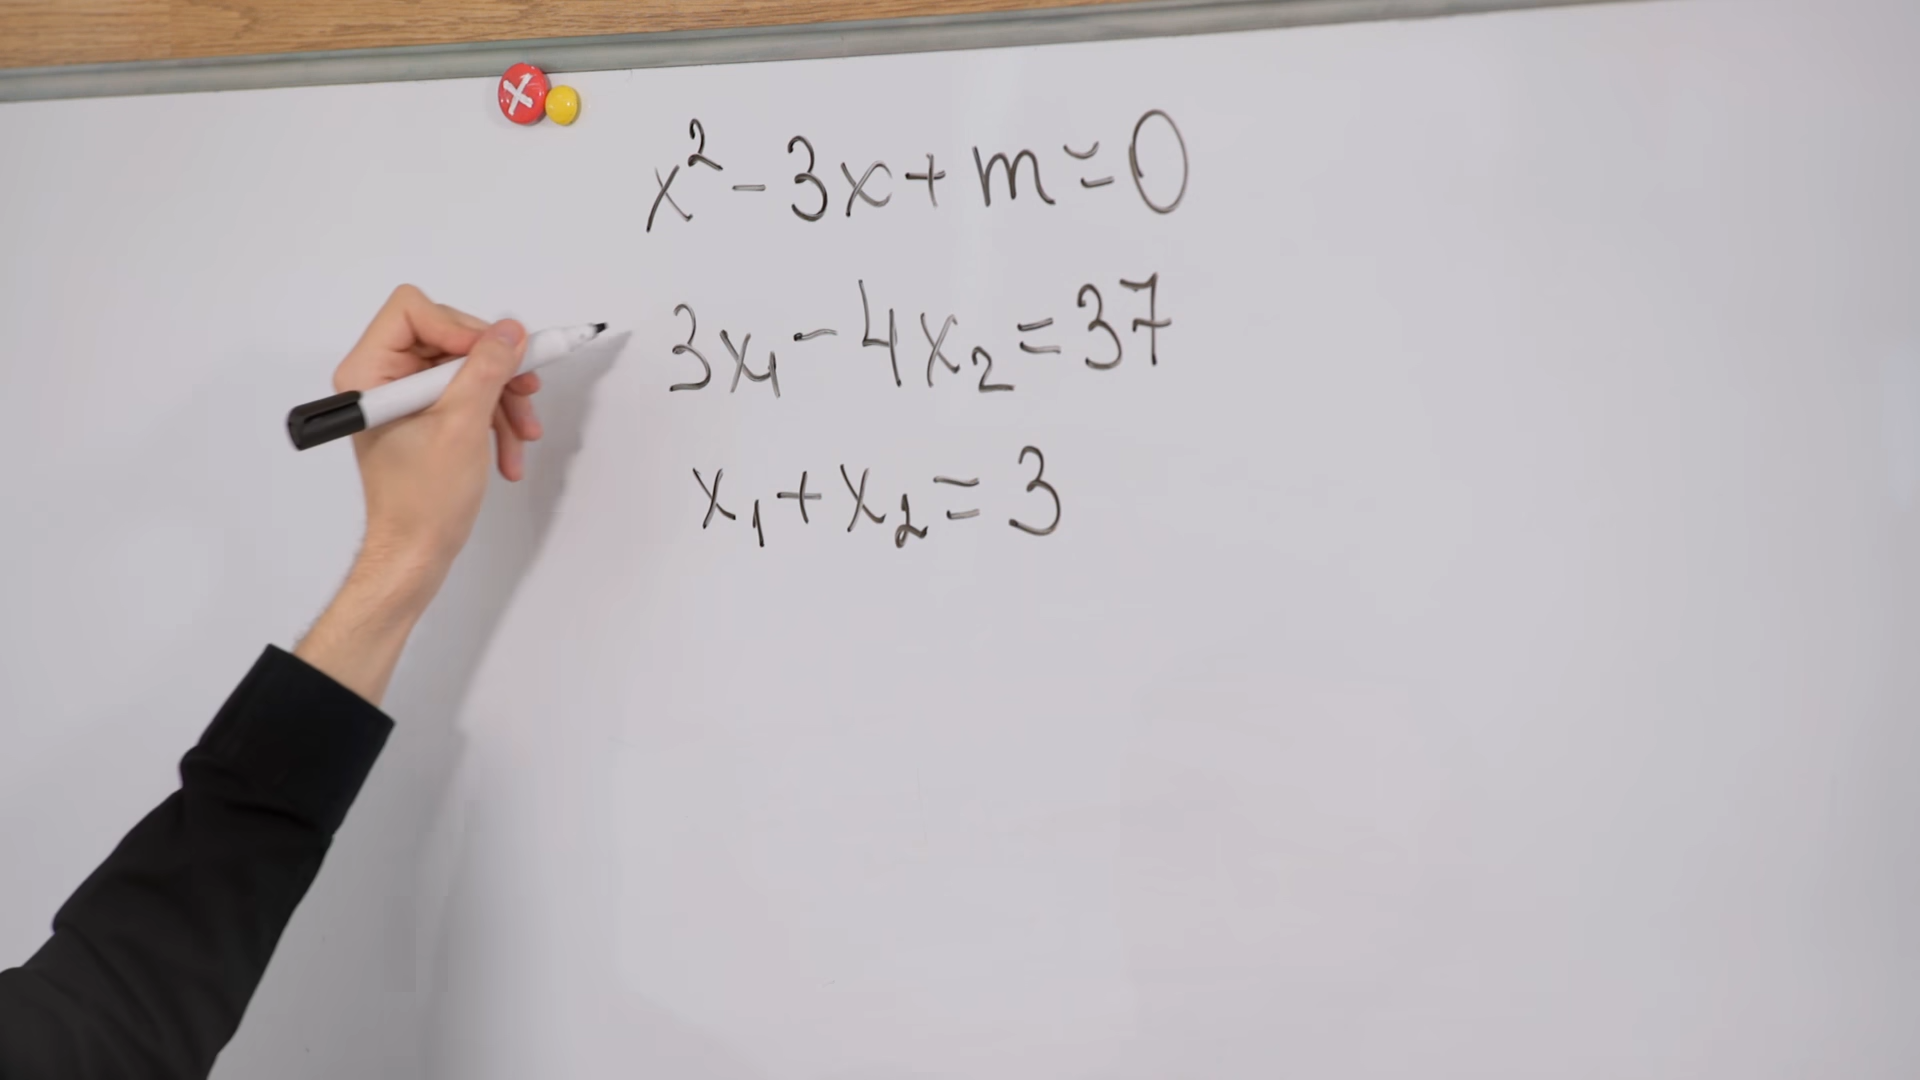 x² - 3x + m = 0
3x₁ - 4x₂ = 37
x₁ + x₂ = 3